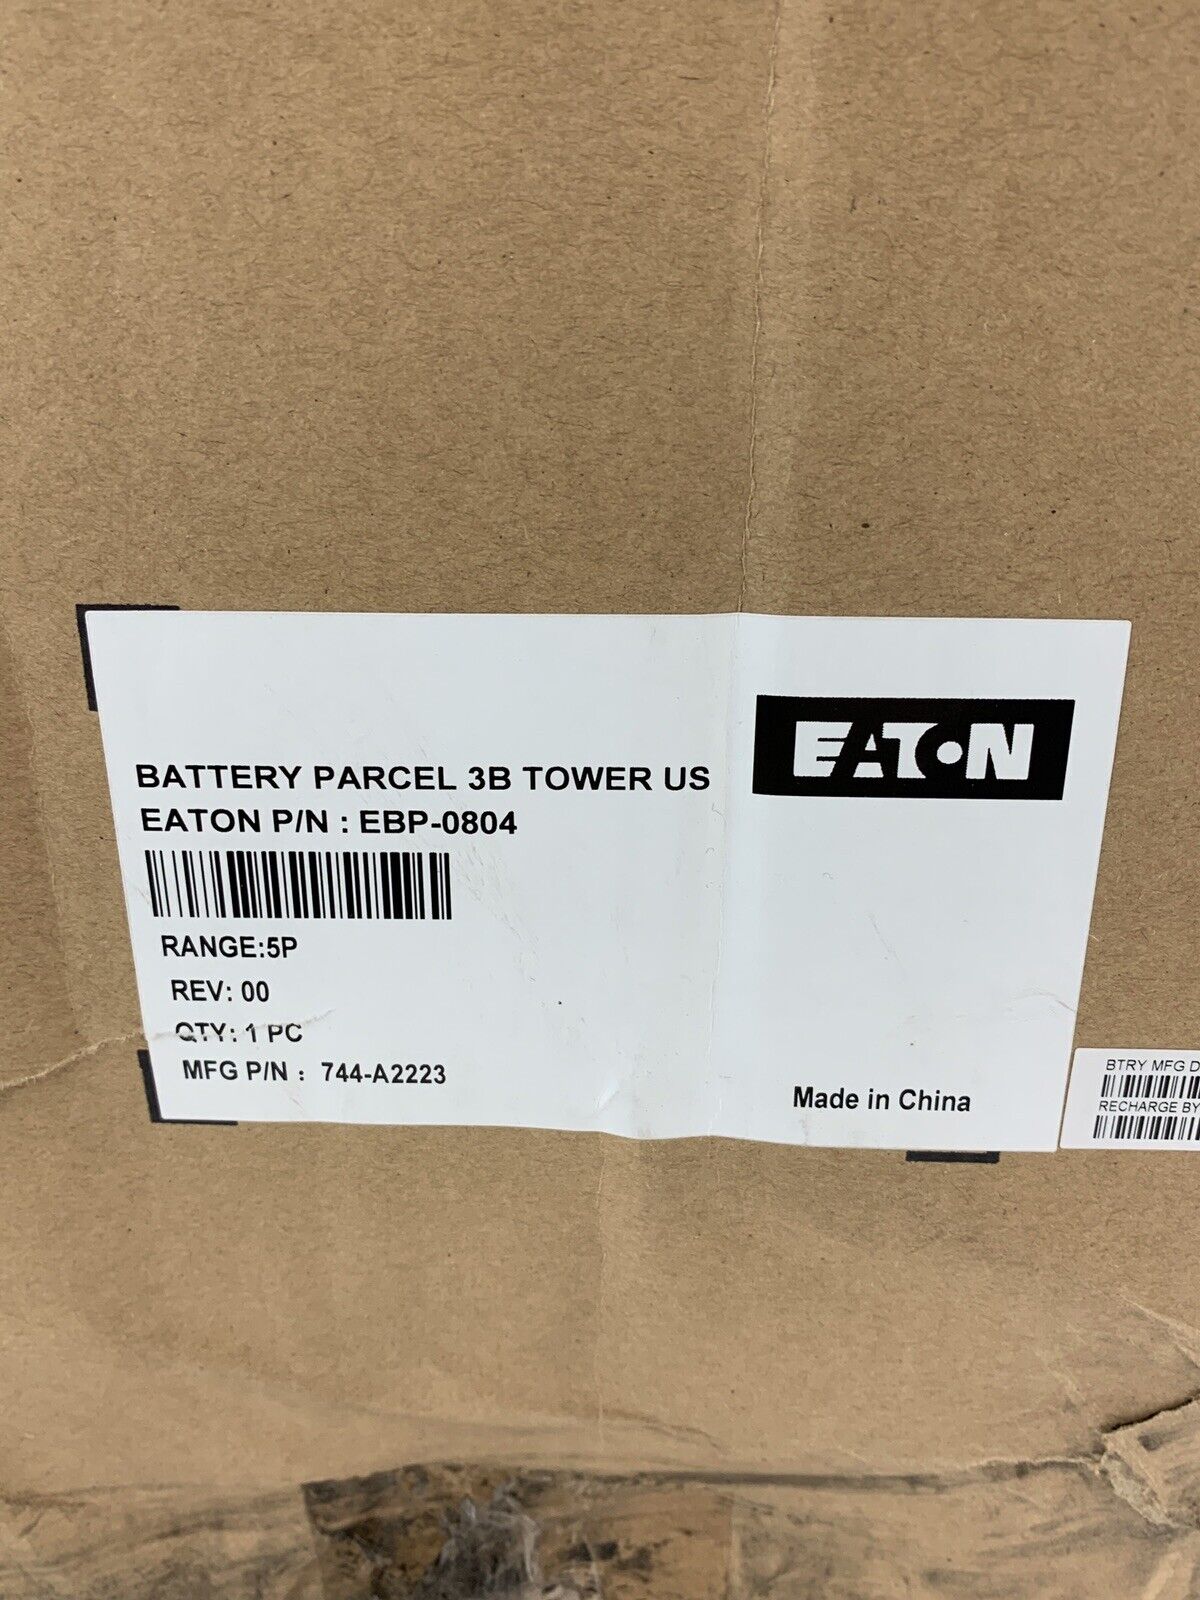 EATON
BATTERY PARCEL 3B TOWER US
EATON P/N : EBP-0804
RANGE:5P
REV: 00
QTY: 1 PC
MFG P/N : 744-A2223
Made in China
BTRY MFG D
RECHARGE BY